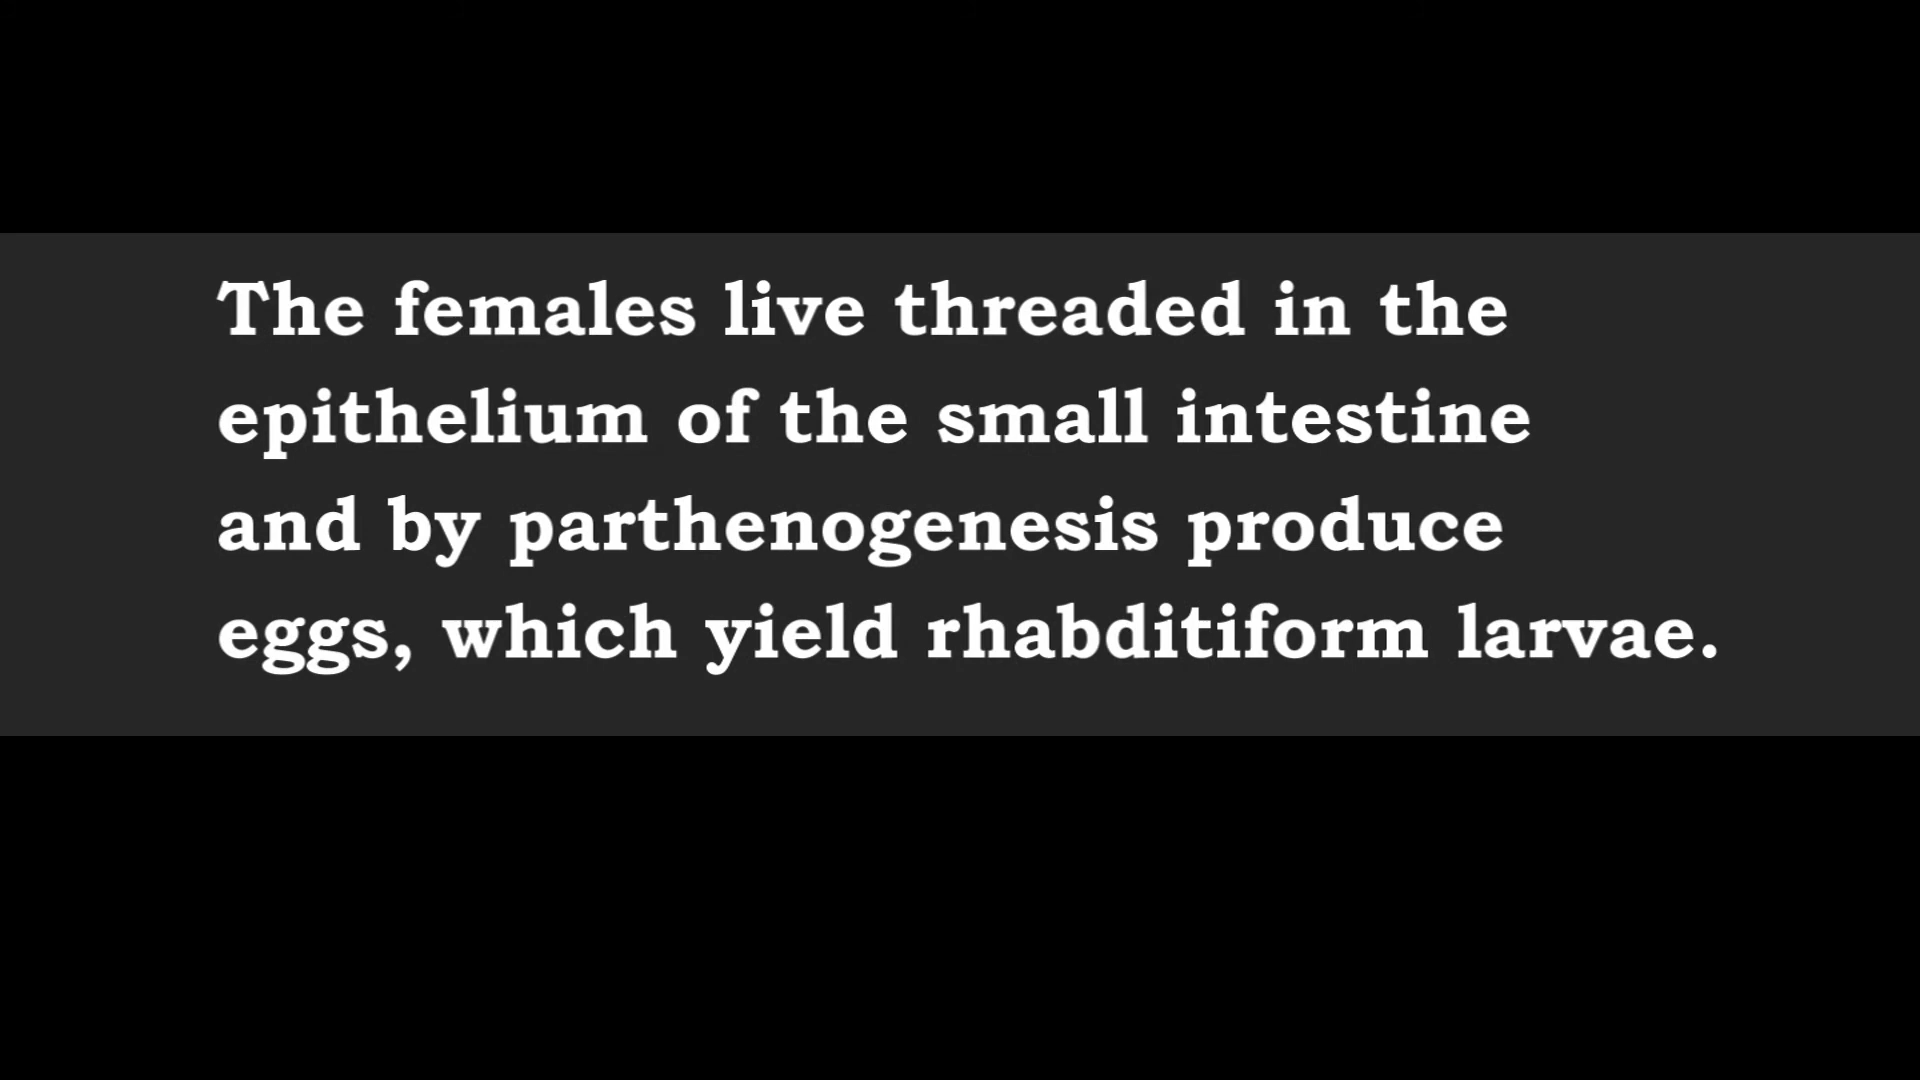 The females live threaded in the
epithelium of the small intestine
and by parthenogenesis produce
eggs, which yield rhabditiform larvae.